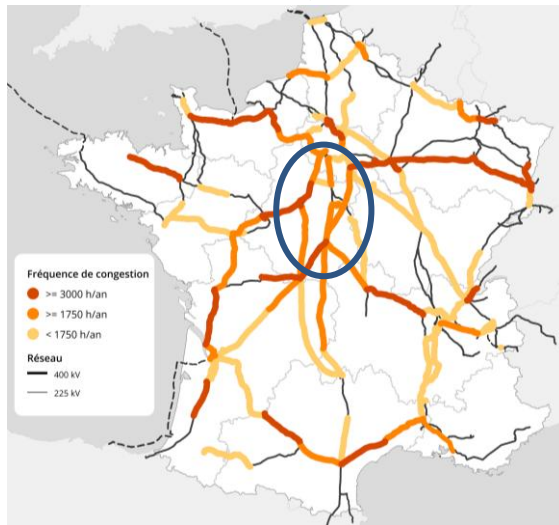 Fréquence de congestion
>= 3000 h/an
>= 1750 h/an
< 1750 h/an
Réseau
400 kV
225 kV